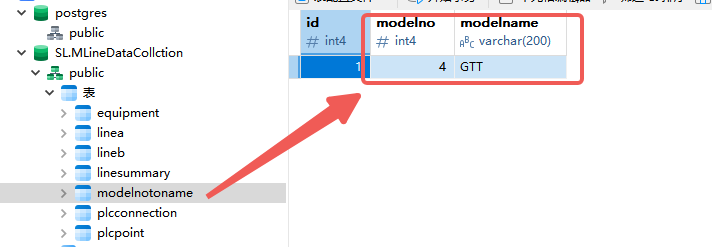 postgres
public
SL.MLineDataCollction
public
表
equipment
linea
lineb
linesummary
modelnotoname
plcconnection
plcpoint
id modelno modelname
# int4 # int4 ABC varchar(200)
1 4 GTT